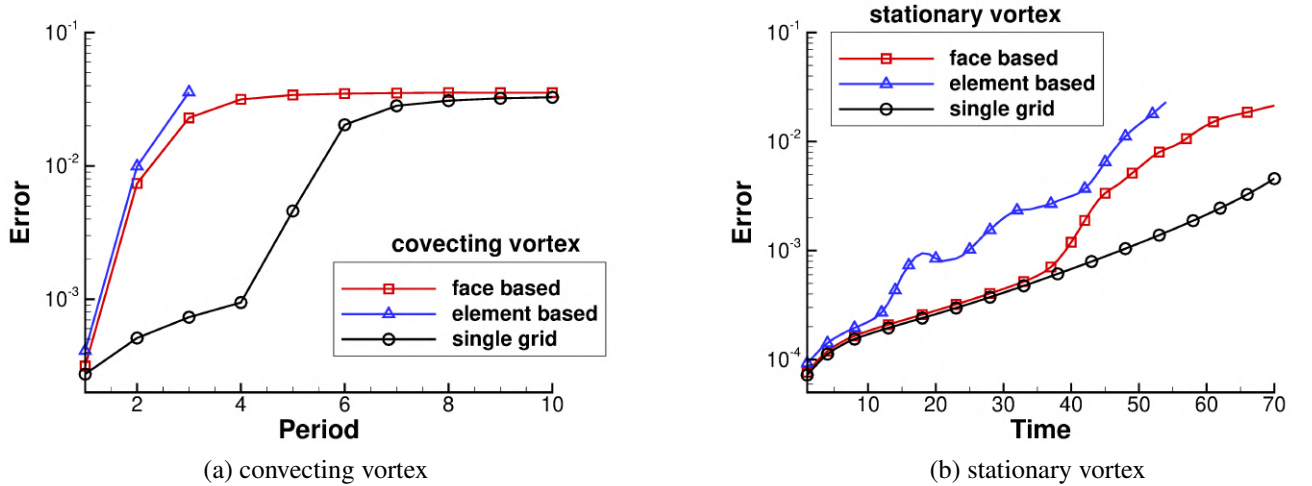 10⁻¹
10⁻²
10⁻³
Error
covecting vortex
face based
element based
single grid
2 4 6 8 10
Period
(a) convecting vortex
stationary vortex
face based
element based
single grid
10⁻¹
10⁻²
10⁻³
10⁻⁴
Error
10 20 30 40 50 60 70
Time
(b) stationary vortex